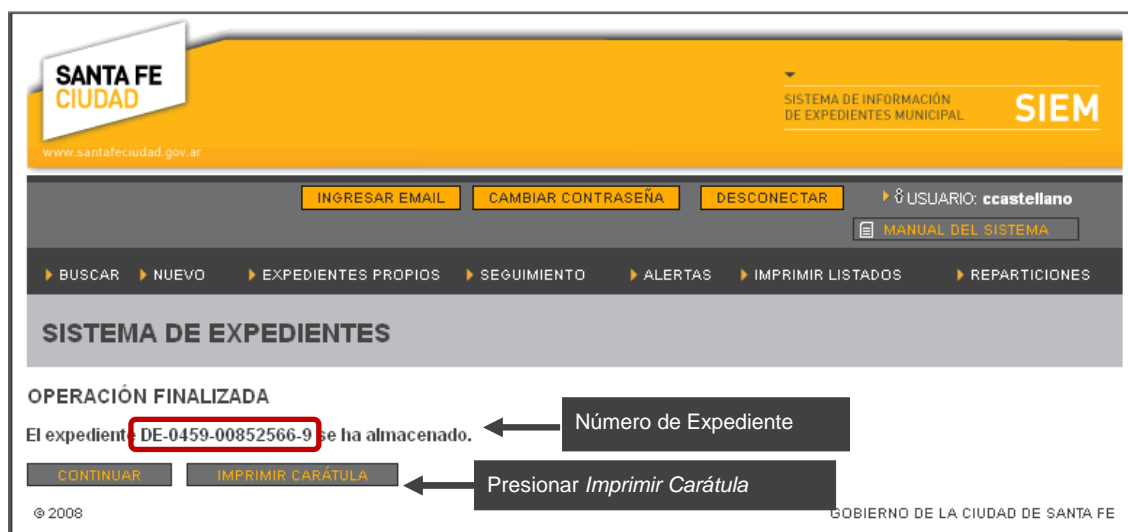 SANTA FE
CIUDAD
www.santafeciudad.gov.ar
SISTEMA DE INFORMACIÓN
DE EXPEDIENTES MUNICIPAL
SIEM
INGRESAR EMAIL
CAMBIAR CONTRASEÑA
DESCONECTAR
USUARIO: ccastellano
MANUAL DEL SISTEMA
BUSCAR NUEVO EXPEDIENTES PROPIOS SEGUIMIENTO ALERTAS IMPRIMIR LISTADOS REPARTICIONES
SISTEMA DE EXPEDIENTES
OPERACIÓN FINALIZADA
Número de Expediente
El expediente DE-0459-00852566-9 se ha almacenado.
CONTINUAR IMPRIMIR CARÁTULA
Presionar Imprimir Carátula
© 2008
GOBIERNO DE LA CIUDAD DE SANTA FE